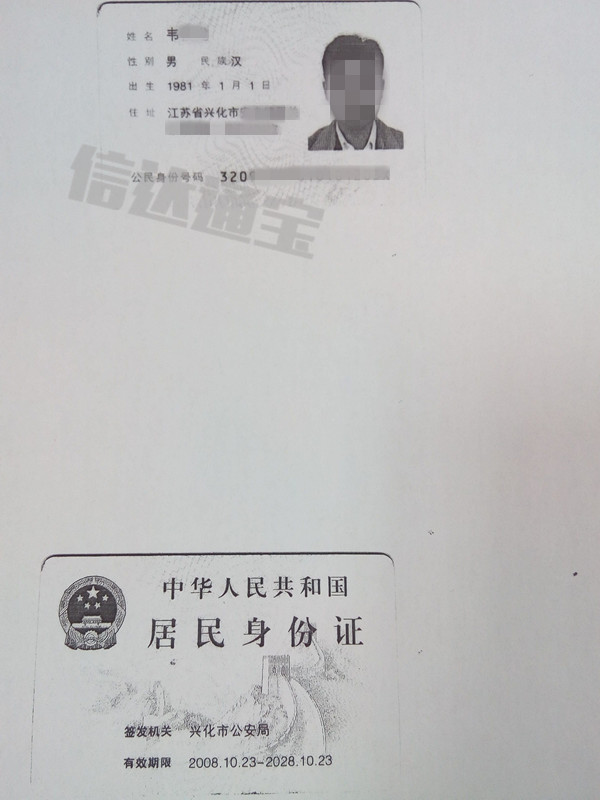 姓名 韦
性别 男 民族 汉
出生 1981 年 1 月 1 日
住址 江苏省兴化市
公民身份号码 320
信达通宝
中华人民共和国
居民身份证
签发机关 兴化市公安局
有效期限 2008.10.23-2028.10.23